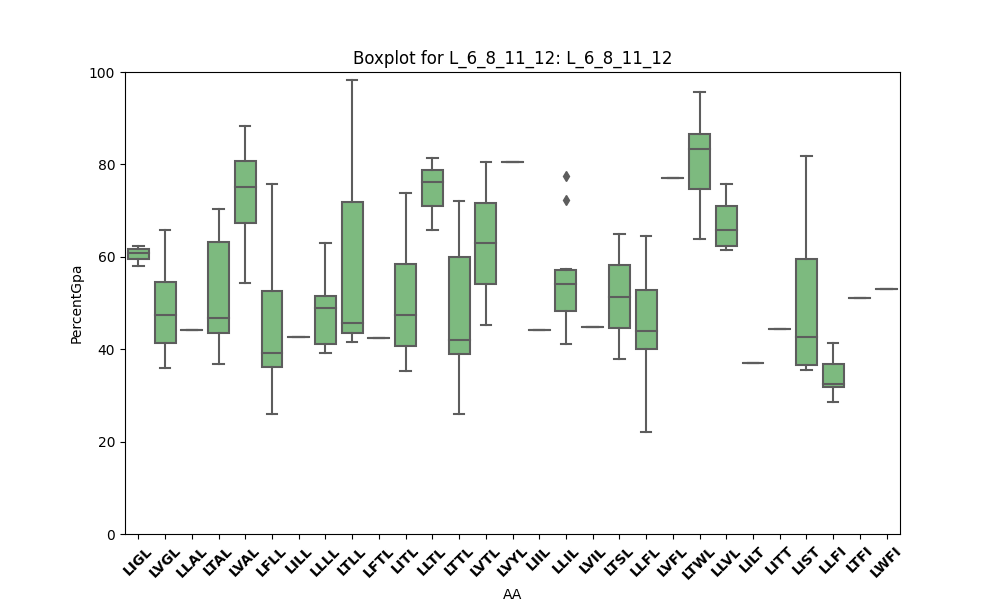 Boxplot for L_6_8_11_12: L_6_8_11_12
PercentGpa
100
80
60
40
20
0
LIGL LVGL LLAL LTAL LVAL LFLL LILL LLLL LTLL LFTL LITL LLTL LTTL LVTL LVYL LIIL LLIL LVIL LTSL LLFL LVFL LTWL LLVL LILT LITT LIST LLFI LTFI LWFI
AA